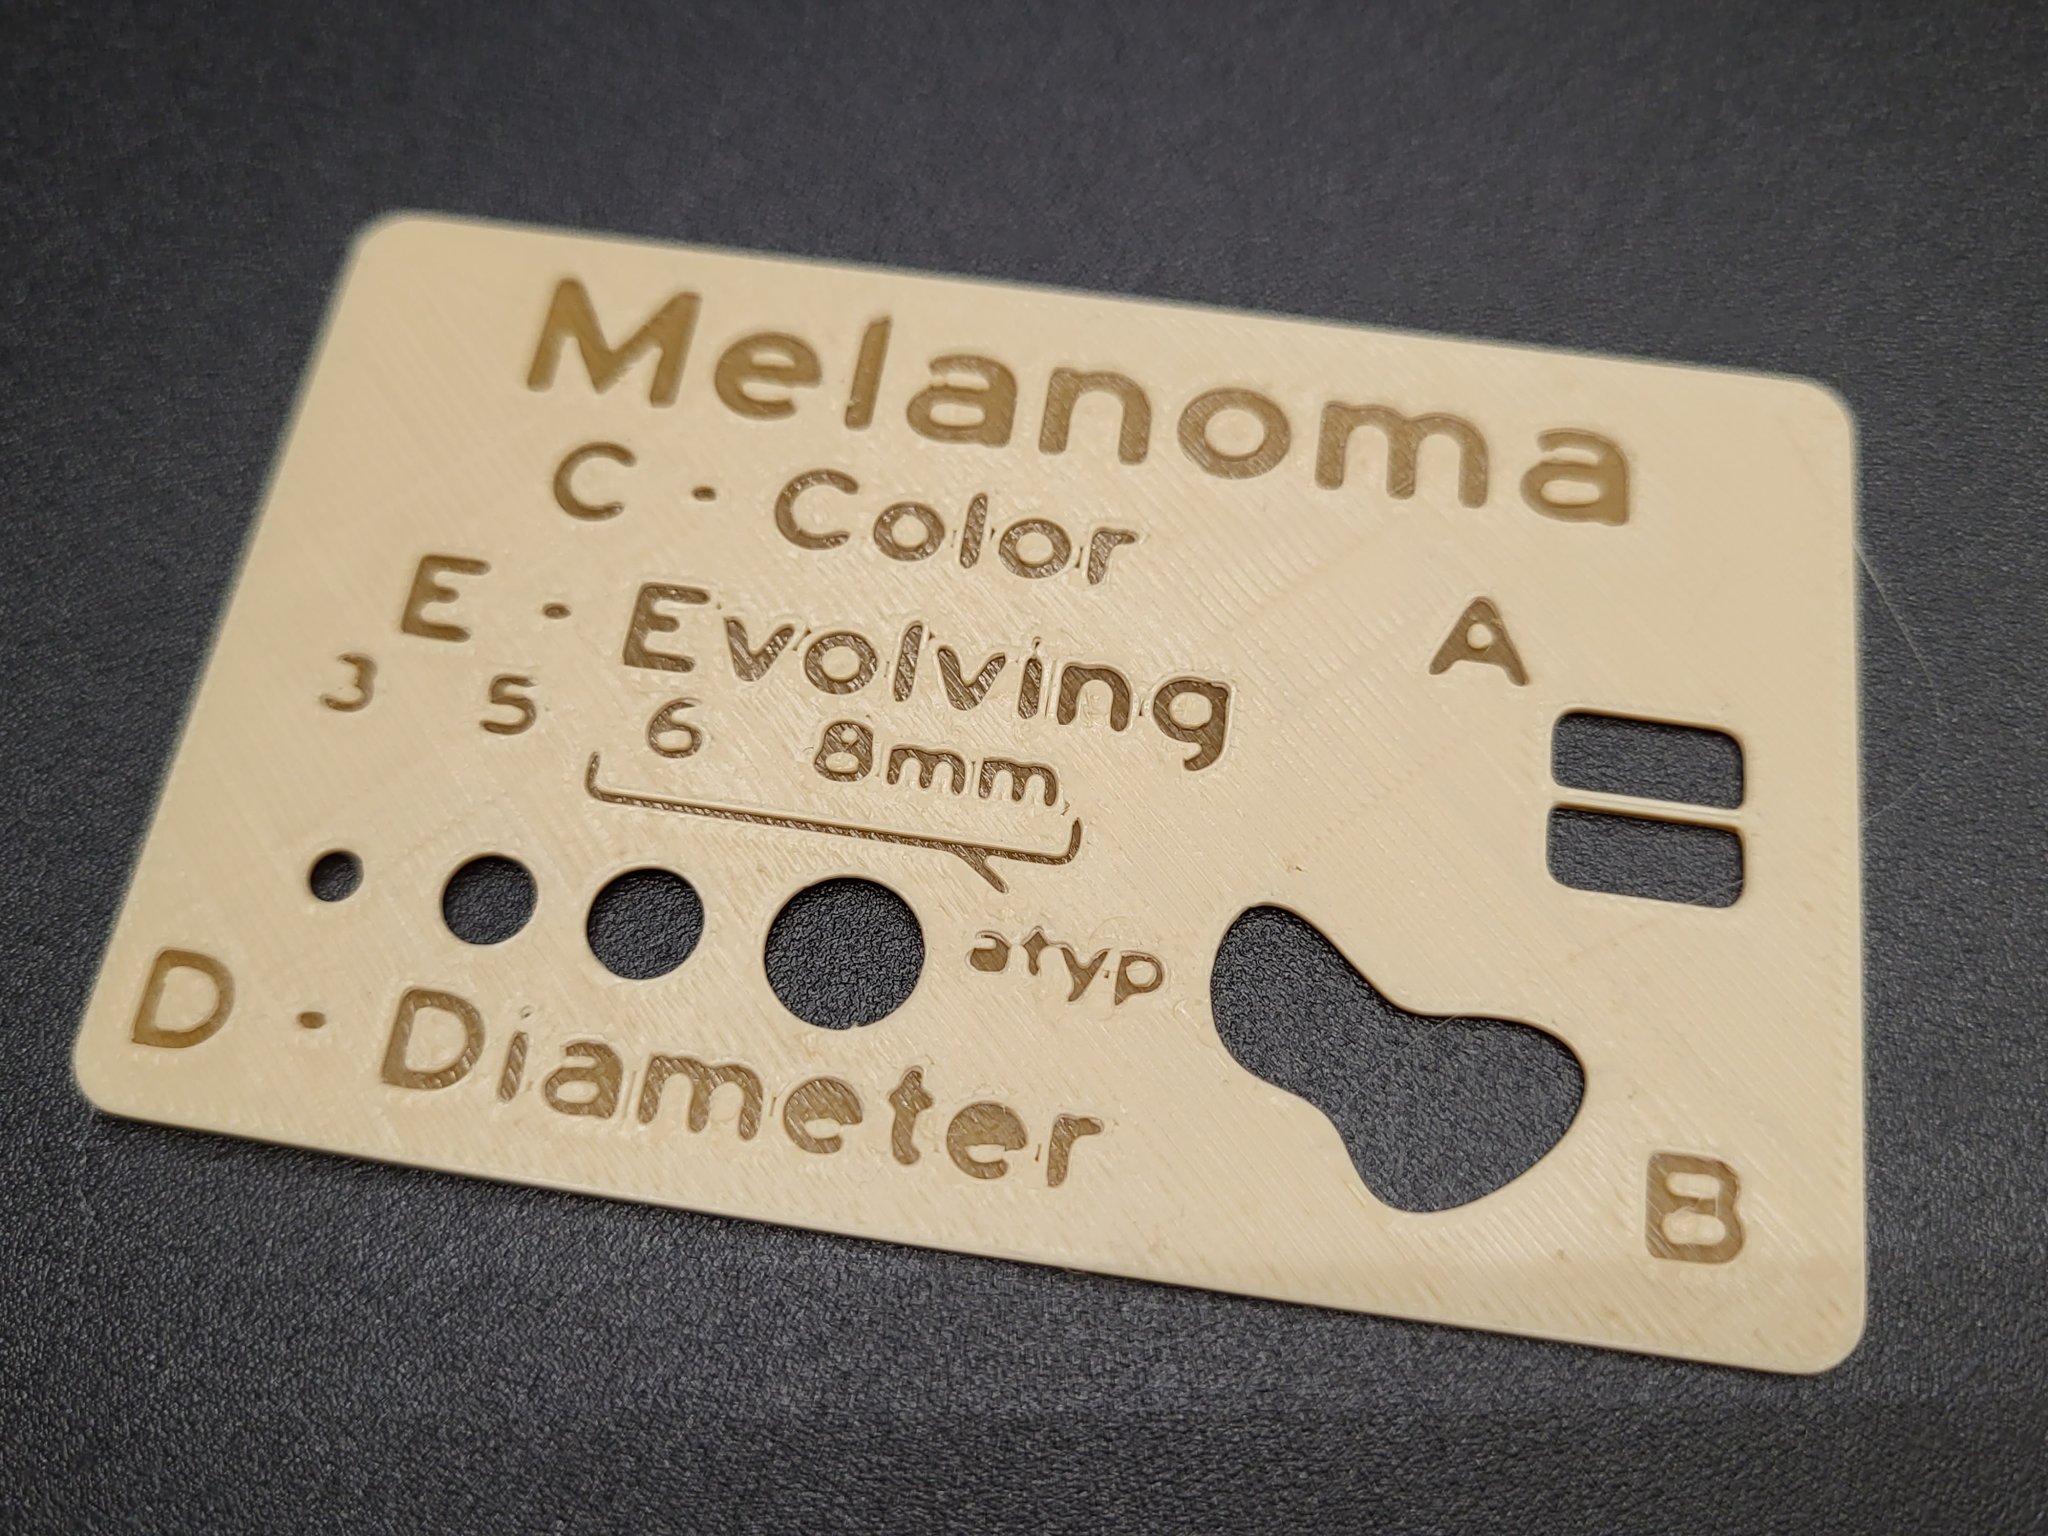 Melanoma
C - Color
E - Evolving
A
3 5 6 8mm
atyp
D - Diameter
B